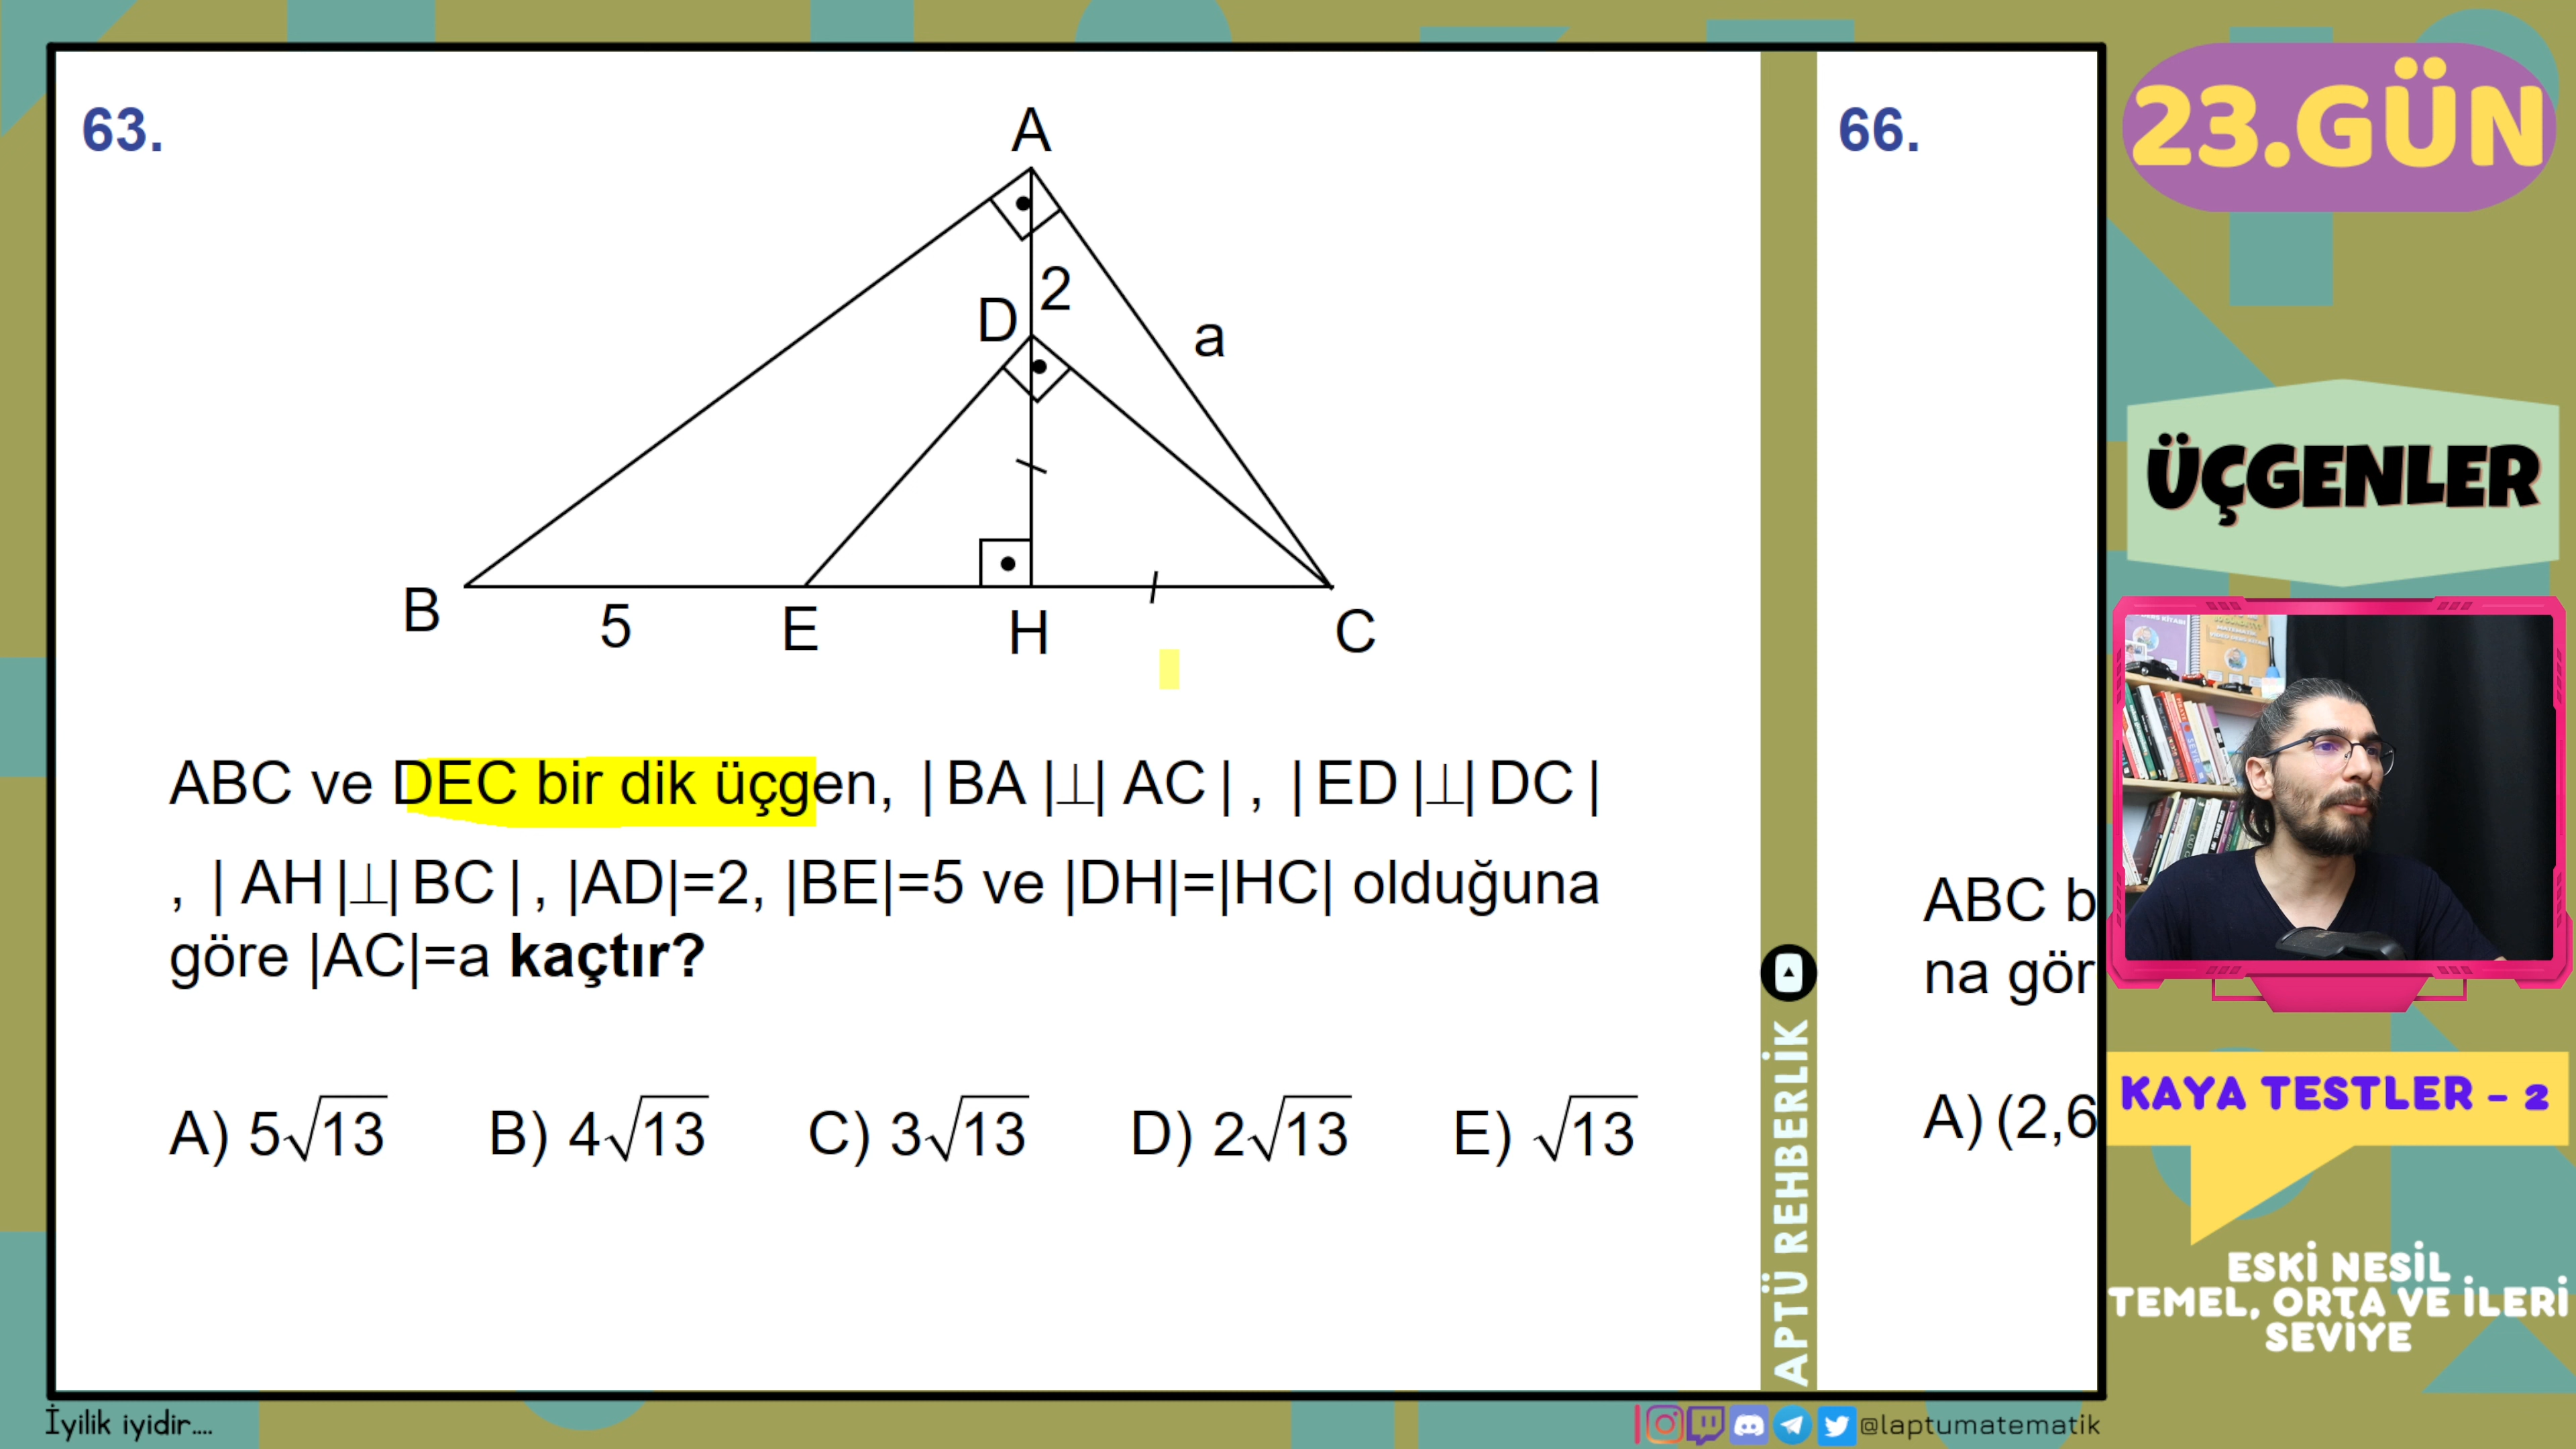 63.
A
2
D
a
B
5
E
H
C
ABC ve DEC bir dik üçgen, |BA|⊥|AC|, |ED|⊥|DC|
, |AH|⊥|BC|, |AD|=2, |BE|=5 ve |DH|=|HC| olduğuna
göre |AC|=a kaçtır?
A) 5√13 B) 4√13 C) 3√13 D) 2√13 E) √13
APTÜ REHBERLİK
66.
ABC b
na gör
A) (2,6
23.GÜN
ÜÇGENLER
KAYA TESTLER - 2
ESKİ NESİL
TEMEL, ORTA VE İLERİ
SEVİYE
İyilik iyidir....
@laptumatematik